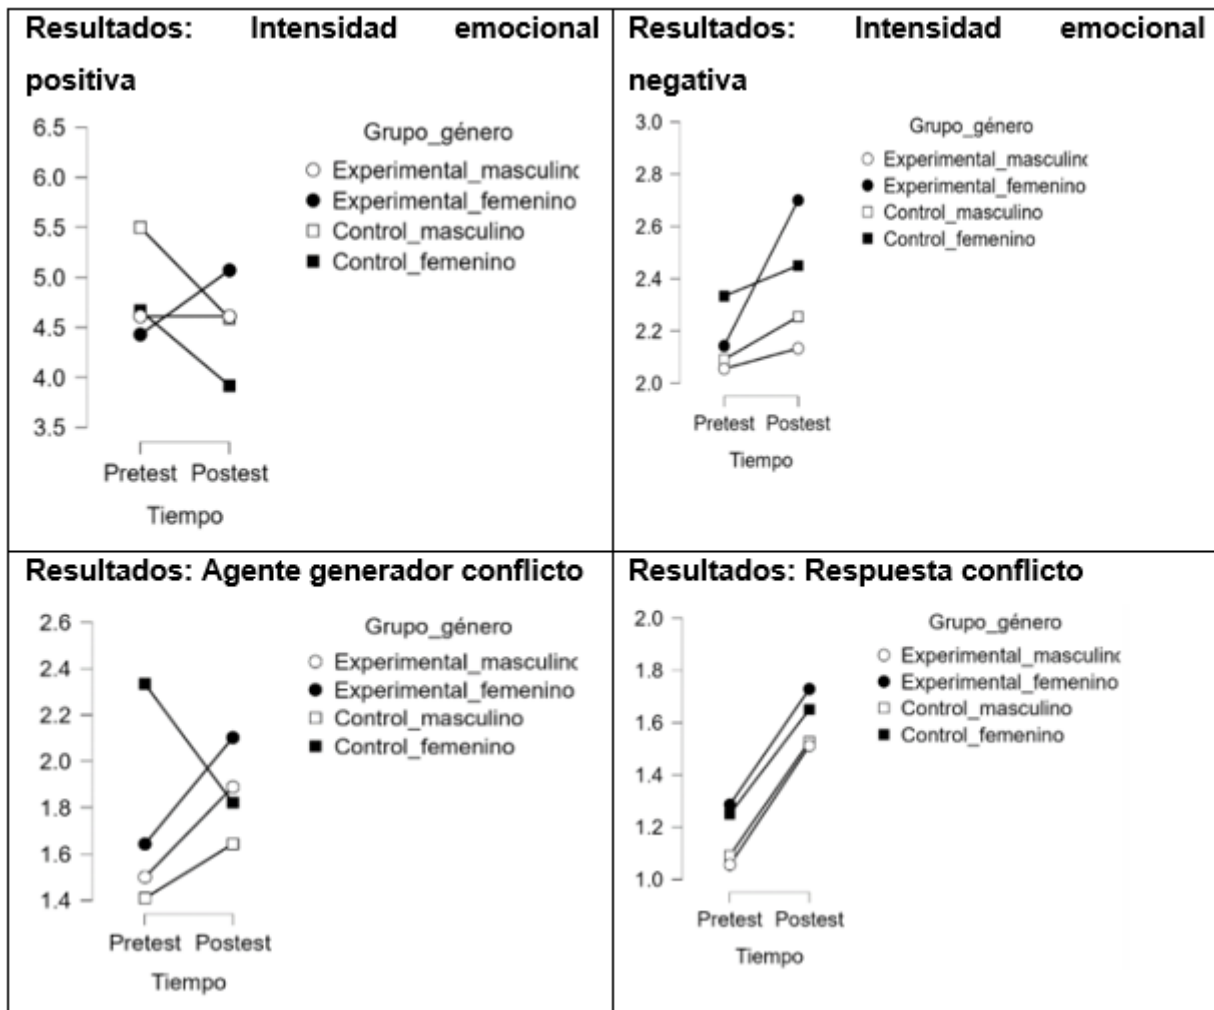 Resultados: Intensidad emocional
positiva
Grupo_género
Experimental_masculino
Experimental_femenino
Control_masculino
Control_femenino
6.5
6.0
5.5
5.0
4.5
4.0
3.5
Pretest Postest
Tiempo
Resultados: Intensidad emocional
negativa
Grupo_género
Experimental_masculino
Experimental_femenino
Control_masculino
Control_femenino
3.0
2.8
2.6
2.4
2.2
2.0
Pretest Postest
Tiempo
Resultados: Agente generador conflicto
Grupo_género
Experimental_masculino
Experimental_femenino
Control_masculino
Control_femenino
2.6
2.4
2.2
2.0
1.8
1.6
1.4
Pretest Postest
Tiempo
Resultados: Respuesta conflicto
Grupo_género
Experimental_masculino
Experimental_femenino
Control_masculino
Control_femenino
2.0
1.8
1.6
1.4
1.2
1.0
Pretest Postest
Tiempo